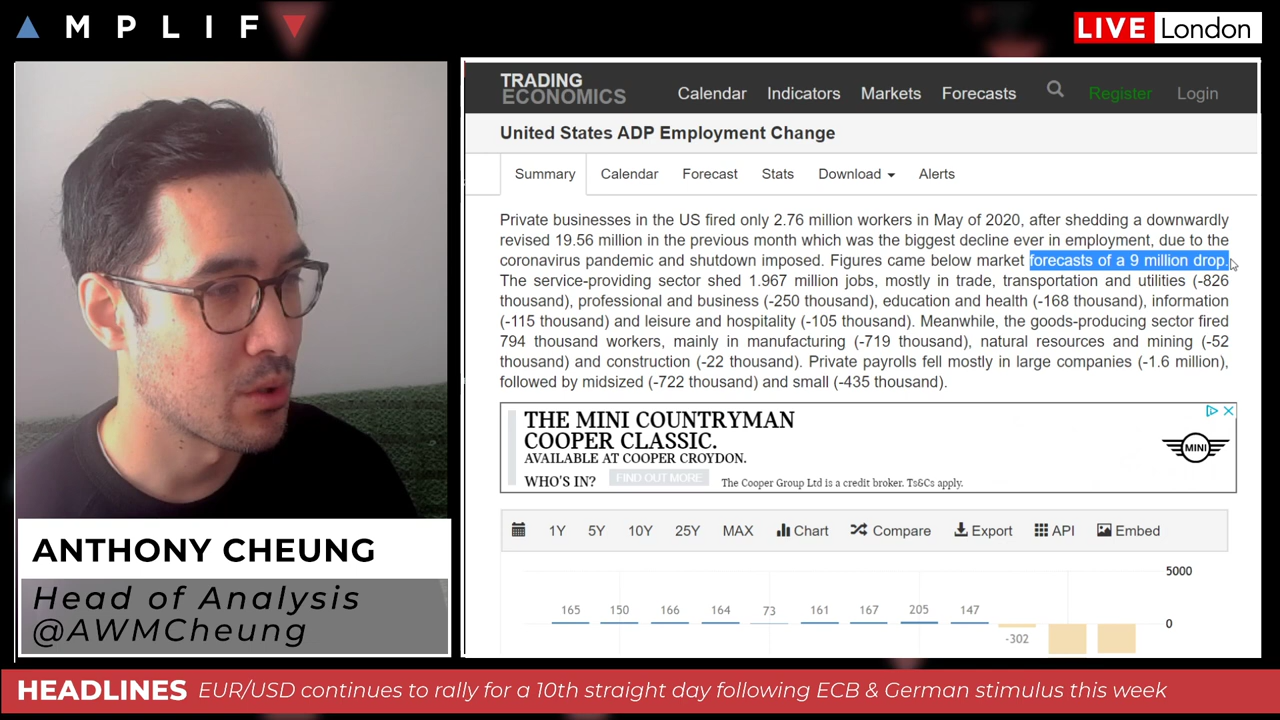 AMPLIFY
LIVE London
TRADING
ECONOMICS
Calendar Indicators Markets Forecasts Register Login
United States ADP Employment Change
Summary Calendar Forecast Stats Download Alerts
Private businesses in the US fired only 2.76 million workers in May of 2020, after shedding a downwardly
revised 19.56 million in the previous month which was the biggest decline ever in employment, due to the
coronavirus pandemic and shutdown imposed. Figures came below market forecasts of a 9 million drop.
The service-providing sector shed 1.967 million jobs, mostly in trade, transportation and utilities (-826
thousand), professional and business (-250 thousand), education and health (-168 thousand), information
(-115 thousand) and leisure and hospitality (-105 thousand). Meanwhile, the goods-producing sector fired
794 thousand workers, mainly in manufacturing (-719 thousand), natural resources and mining (-52
thousand) and construction (-22 thousand). Private payrolls fell mostly in large companies (-1.6 million),
followed by midsized (-722 thousand) and small (-435 thousand).
THE MINI COUNTRYMAN
COOPER CLASSIC.
AVAILABLE AT COOPER CROYDON.
WHO'S IN? FIND OUT MORE The Cooper Group Ltd is a credit broker. Ts&Cs apply.
MINI
1Y 5Y 10Y 25Y MAX Chart Compare Export API Embed
5000
165 150 166 164 73 161 167 205 147
0
-302
ANTHONY CHEUNG
Head of Analysis
@AWMCheung
HEADLINES EUR/USD continues to rally for a 10th straight day following ECB & German stimulus this week